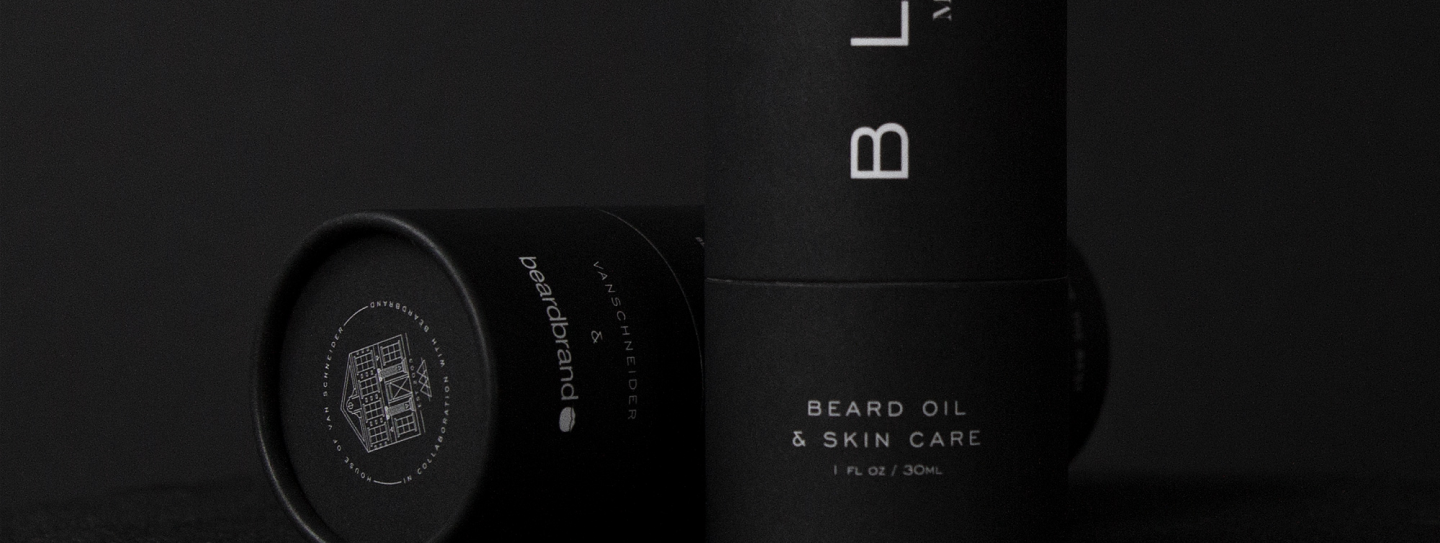 HOUSE OF VAN SCHNEIDER
IN COLLABORATION WITH BEARDBRAND
beardbrand
&
VANSCHNEIDER
B L
M
BEARD OIL
& SKIN CARE
1 FL OZ / 30ML